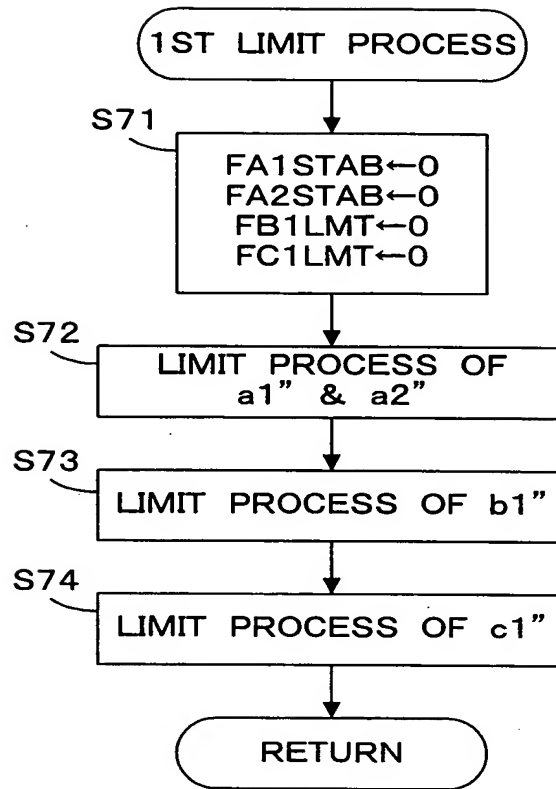 1ST LIMIT PROCESS
S71
FA1STAB←0
FA2STAB←0
FB1LMT←0
FC1LMT←0
S72
LIMIT PROCESS OF
a1” & a2”
S73
LIMIT PROCESS OF b1”
S74
LIMIT PROCESS OF c1”
RETURN